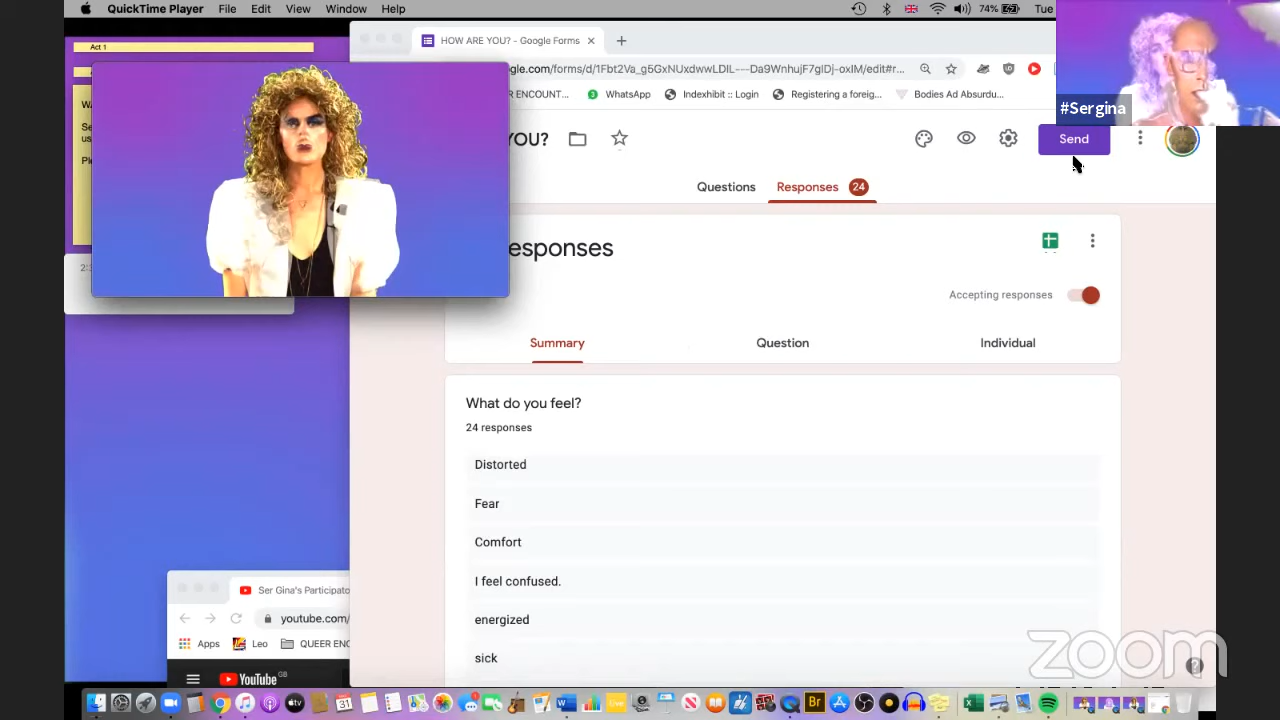 QuickTime Player File Edit View Window Help 74% Tue
Act 1
HOW ARE YOU? - Google Forms
gle.com/forms/d/1Fbt2Va_g5GxNUxdwwLDIL---Da9WnhujF7gIDj-oxIM/edit#r...
R ENCOUNT... WhatsApp Indexhibit :: Login Registering a foreig... Bodies Ad Absurdu...
#Sergina
YOU?
Send
Questions Responses 24
esponses
Accepting responses
Summary Question Individual
What do you feel?
24 responses
Distorted
Fear
Comfort
I feel confused.
energized
sick
Ser Gina's Participato
youtube.com/
Apps Leo QUEER ENC
YouTube GB
zoom